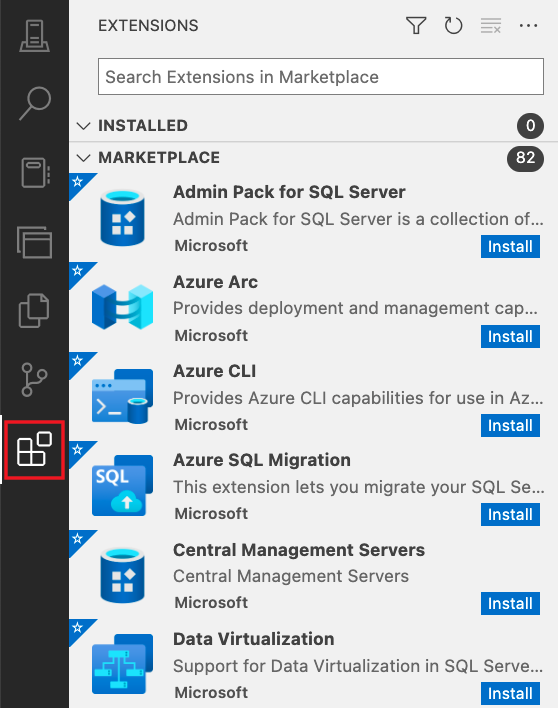 EXTENSIONS
Search Extensions in Marketplace
INSTALLED 0
MARKETPLACE 82
Admin Pack for SQL Server
Admin Pack for SQL Server is a collection of...
Microsoft Install
Azure Arc
Provides deployment and management cap...
Microsoft Install
Azure CLI
Provides Azure CLI capabilities for use in Az...
Microsoft Install
SQL
Azure SQL Migration
This extension lets you migrate your SQL Se...
Microsoft Install
Central Management Servers
Central Management Servers
Microsoft Install
Data Virtualization
Support for Data Virtualization in SQL Serve...
Microsoft Install